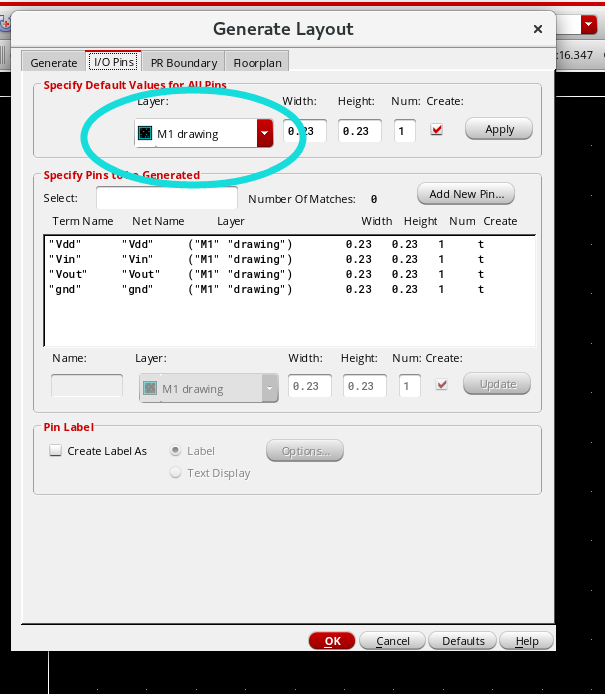 Generate Layout
16.347
Generate I/O Pins PR Boundary Floorplan
Specify Default Values for All Pins
Layer: Width: Height: Num: Create:
M1 drawing 0.23 0.23 1 Apply
Specify Pins to be Generated
Select: Number Of Matches: 0 Add New Pin...
Term Name Net Name Layer Width Height Num Create
"Vdd" "Vdd" ("M1" "drawing") 0.23 0.23 1 t
"Vin" "Vin" ("M1" "drawing") 0.23 0.23 1 t
"Vout" "Vout" ("M1" "drawing") 0.23 0.23 1 t
"gnd" "gnd" ("M1" "drawing") 0.23 0.23 1 t
Name: Layer: Width: Height: Num: Create:
M1 drawing 0.23 0.23 1 Update
Pin Label
Create Label As Label Options...
Text Display
OK Cancel Defaults Help